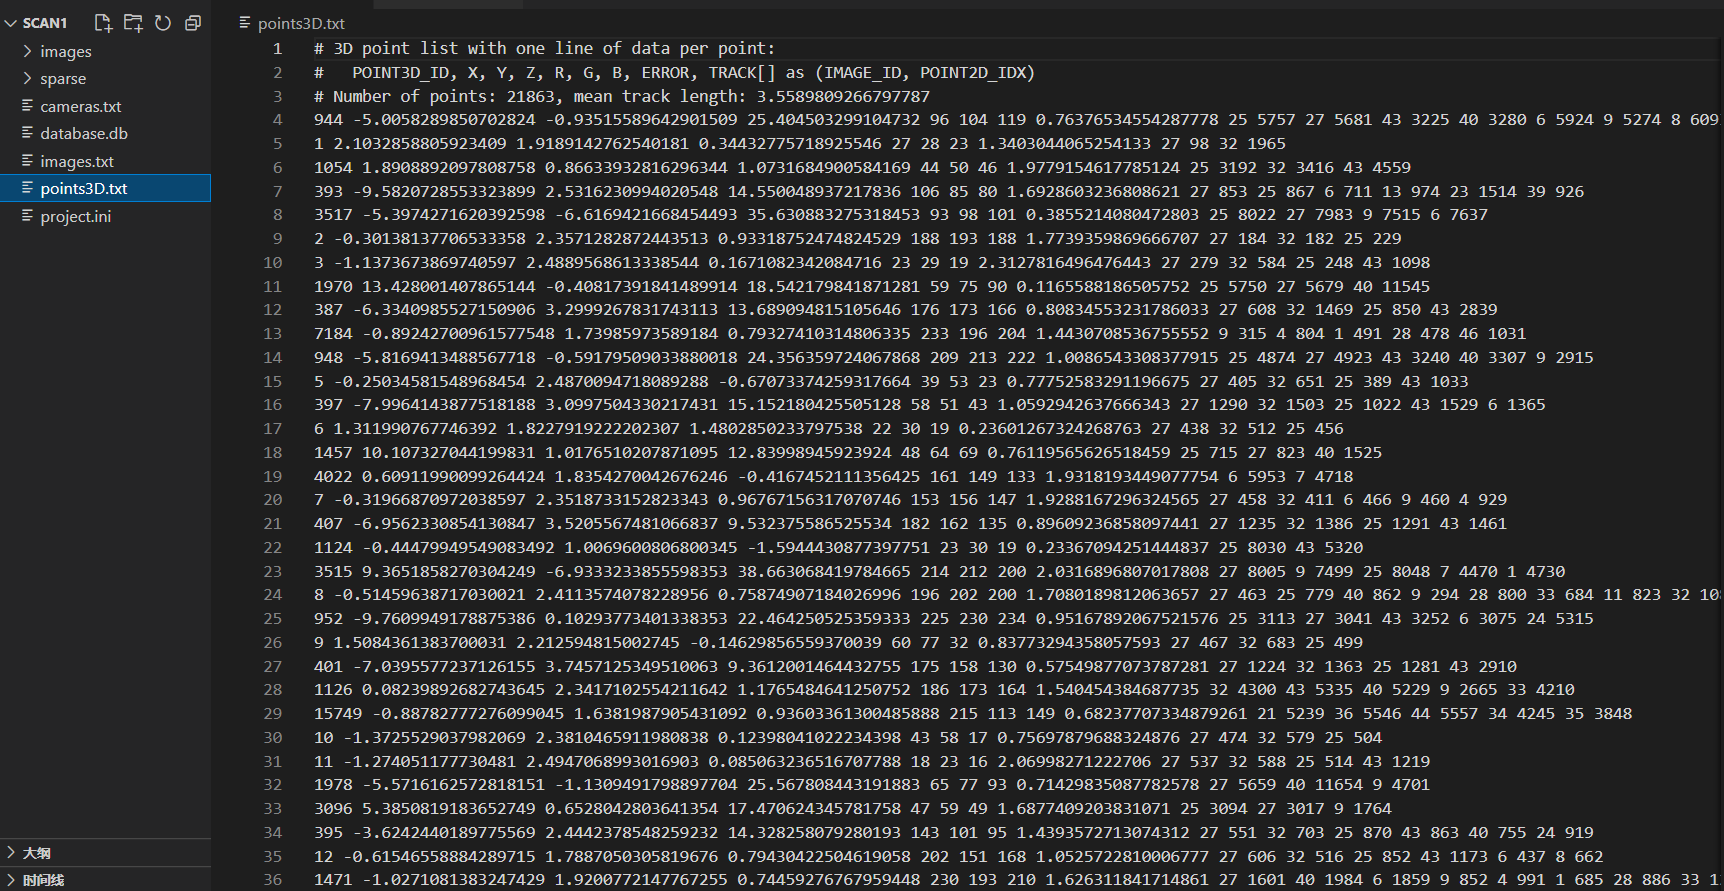 SCAN1
images
sparse
cameras.txt
database.db
images.txt
points3D.txt
project.ini
大纲
时间线
points3D.txt
1 # 3D point list with one line of data per point:
2 #   POINT3D_ID, X, Y, Z, R, G, B, ERROR, TRACK[] as (IMAGE_ID, POINT2D_IDX)
3 # Number of points: 21863, mean track length: 3.5589809266797787
4 944 -5.0058289850702824 -0.93515589642901509 25.404503299104732 96 104 119 0.76376534554287778 25 5757 27 5681 43 3225 40 3280 6 5924 9 5274 8 609
5 1 2.1032858805923409 1.9189142762540181 0.34432775718925546 27 28 23 1.3403044065254133 27 98 32 1965
6 1054 1.8908892097808758 0.86633932816296344 1.0731684900584169 44 50 46 1.9779154617785124 25 3192 32 3416 43 4559
7 393 -9.5820728553323899 2.5316230994020548 14.550048937217836 106 85 80 1.6928603236808621 27 853 25 867 6 711 13 974 23 1514 39 926
8 3517 -5.3974271620392598 -6.6169421668454493 35.630883275318453 93 98 101 0.3855214080472803 25 8022 27 7983 9 7515 6 7637
9 2 -0.30138137706533358 2.3571282872443513 0.93318752474824529 188 193 188 1.7739359869666707 27 184 32 182 25 229
10 3 -1.1373673869740597 2.4889568613338544 0.1671082342084716 23 29 19 2.3127816496476443 27 279 32 584 25 248 43 1098
11 1970 13.428001407865144 -0.40817391841489914 18.542179841871281 59 75 90 0.1165588186505752 25 5750 27 5679 40 11545
12 387 -6.3340985527150906 3.2999267831743113 13.689094815105646 176 173 166 0.80834553231786033 27 608 32 1469 25 850 43 2839
13 7184 -0.89242700961577548 1.73985973589184 0.79327410314806335 233 196 204 1.4430708536755552 9 315 4 804 1 491 28 478 46 1031
14 948 -5.8169413488567718 -0.59179509033880018 24.356359724067868 209 213 222 1.0086543308377915 25 4874 27 4923 43 3240 40 3307 9 2915
15 5 -0.25034581548968454 2.4870094718089288 -0.67073374259317664 39 53 23 0.77752583291196675 27 405 32 651 25 389 43 1033
16 397 -7.9964143877518188 3.0997504330217431 15.152180425505128 58 51 43 1.0592942637666343 27 1290 32 1503 25 1022 43 1529 6 1365
17 6 1.311990767746392 1.8227919222202307 1.4802850233797538 22 30 19 0.23601267324268763 27 438 32 512 25 456
18 1457 10.107327044199831 1.0176510207871095 12.83998945923924 48 64 69 0.76119565626518459 25 715 27 823 40 1525
19 4022 0.60911990099264424 1.8354270042676246 -0.4167452111356425 161 149 133 1.9318193449077754 6 5953 7 4718
20 7 -0.31966870972038597 2.3518733152823343 0.96767156317070746 153 156 147 1.9288167296324565 27 458 32 411 6 466 9 460 4 929
21 407 -6.9562330854130847 3.5205567481066837 9.532375586525534 182 162 135 0.89609236858097441 27 1235 32 1386 25 1291 43 1461
22 1124 -0.44479949549083492 1.0069600806800345 -1.5944430877397751 23 30 19 0.23367094251444837 25 8030 43 5320
23 3515 9.3651858270304249 -6.9333233855598353 38.663068419784665 214 212 200 2.0316896807017808 27 8005 9 7499 25 8048 7 4470 1 4730
24 8 -0.51459638717030021 2.4113574078228956 0.75874907184026996 196 202 200 1.7080189812063657 27 463 25 779 40 862 9 294 28 800 33 684 11 823 32 10
25 952 -9.7609949178875386 0.10293773401338353 22.464250525359333 225 230 234 0.95167892067521576 25 3113 27 3041 43 3252 6 3075 24 5315
26 9 1.5084361383700031 2.212594815002745 -0.14629856559370039 60 77 32 0.83773294358057593 27 467 32 683 25 499
27 401 -7.0395577237126155 3.7457125349510063 9.3612001464432755 175 158 130 0.57549877073787281 27 1224 32 1363 25 1281 43 2910
28 1126 0.08239892682743645 2.3417102554211642 1.1765484641250752 186 173 164 1.540454384687735 32 4300 43 5335 40 5229 9 2665 33 4210
29 15749 -0.88782777276099045 1.6381987905431092 0.93603361300485888 215 113 149 0.68237707334879261 21 5239 36 5546 44 5557 34 4245 35 3848
30 10 -1.3725529037982069 2.3810465911980838 0.12398041022234398 43 58 17 0.75697879688324876 27 474 32 579 25 504
31 11 -1.274051177730481 2.4947068993016903 0.085063236516707788 18 23 16 2.06998271222706 27 537 32 588 25 514 43 1219
32 1978 -5.5716162572818151 -1.1309491798897704 25.567808443191883 65 77 93 0.71429835087782578 27 5659 40 11654 9 4701
33 3096 5.3850819183652749 0.6528042803641354 17.470624345781758 47 59 49 1.6877409203831071 25 3094 27 3017 9 1764
34 395 -3.6242440189775569 2.4442378548259232 14.328258079280193 143 101 95 1.4393572713074312 27 551 32 703 25 870 43 863 40 755 24 919
35 12 -0.61546558884289715 1.7887050305819676 0.79430422504619058 202 151 168 1.0525722810006777 27 606 32 516 25 852 43 1173 6 437 8 662
36 1471 -1.0271081383247429 1.9200772147767255 0.74459276767959448 230 193 210 1.626311841714861 27 1601 40 1984 6 1859 9 852 4 991 1 685 28 886 33 1